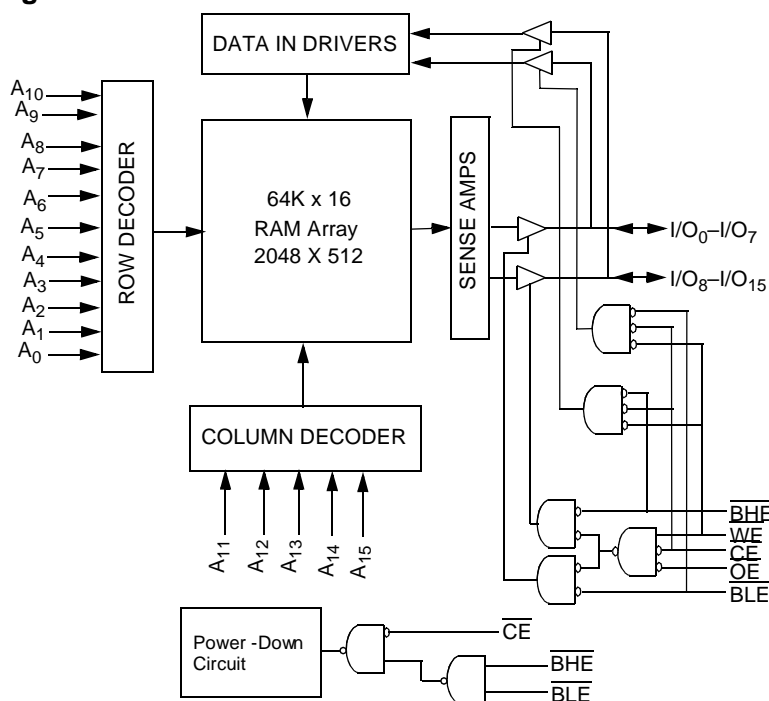 DATA IN DRIVERS
A10
A9
A8
A7
A6
A5
A4
A3
A2
A1
A0
ROW DECODER
64K x 16
RAM Array
2048 X 512
SENSE AMPS
I/O0–I/O7
I/O8–I/O15
COLUMN DECODER
A11
A12
A13
A14
A15
BHE
WE
CE
OE
BLE
Power -Down
Circuit
CE
BHE
BLE